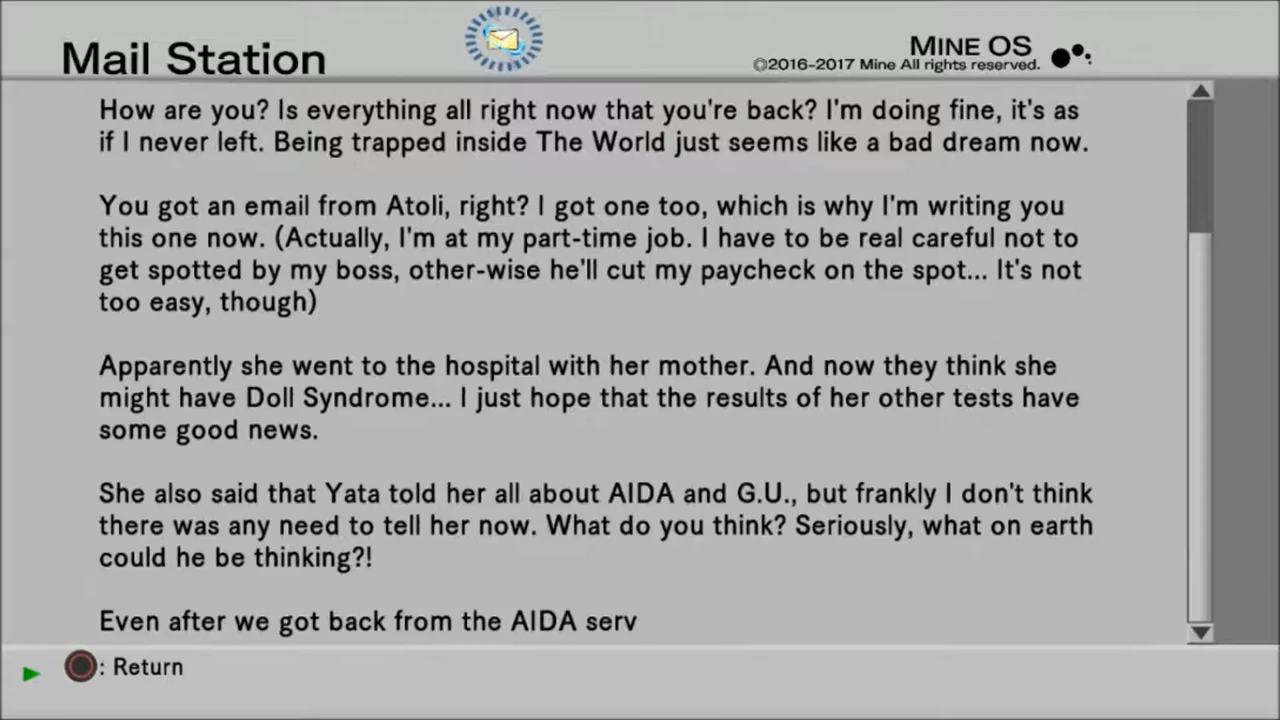 Mail Station
MINE OS
©2016-2017 Mine All rights reserved.
How are you? Is everything all right now that you're back? I'm doing fine, it's as
if I never left. Being trapped inside The World just seems like a bad dream now.
You got an email from Atoli, right? I got one too, which is why I'm writing you
this one now. (Actually, I'm at my part-time job. I have to be real careful not to
get spotted by my boss, other-wise he'll cut my paycheck on the spot... It's not
too easy, though)
Apparently she went to the hospital with her mother. And now they think she
might have Doll Syndrome... I just hope that the results of her other tests have
some good news.
She also said that Yata told her all about AIDA and G.U., but frankly I don't think
there was any need to tell her now. What do you think? Seriously, what on earth
could he be thinking?!
Even after we got back from the AIDA serv
: Return